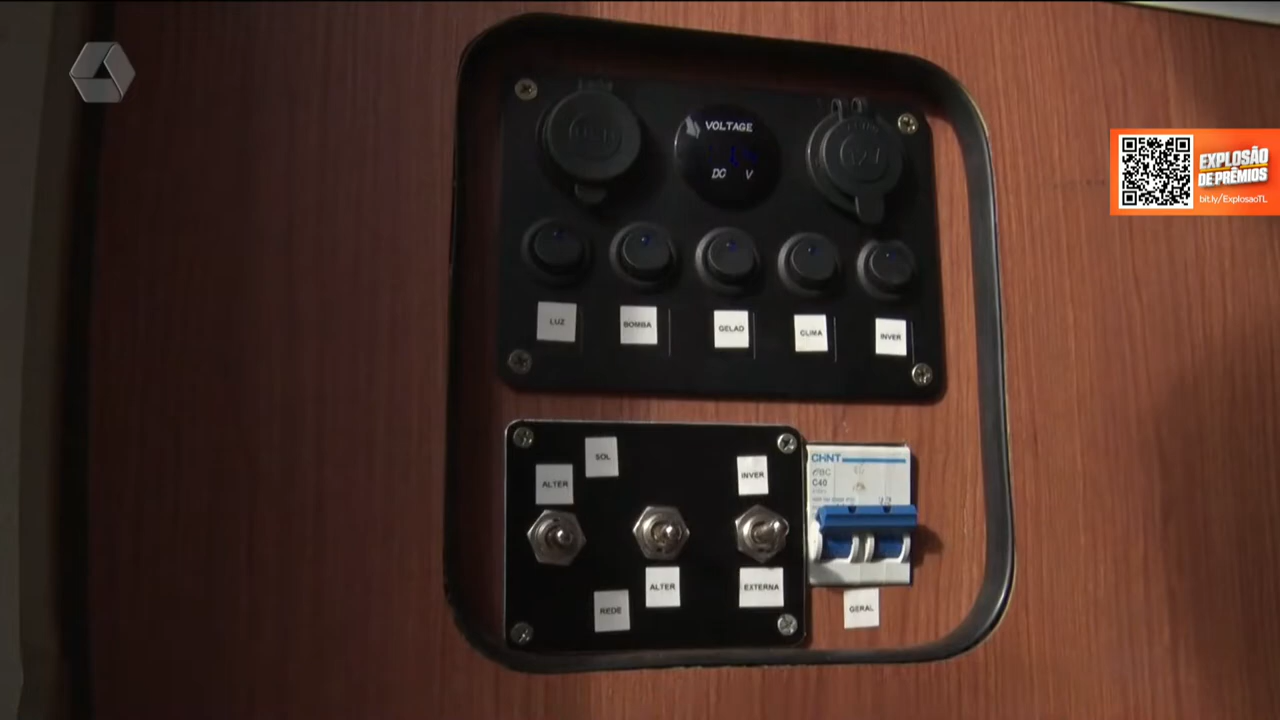 VOLTAGE
DC V
LUZ
BOMBA
GELAD
CLIMA
INVER
SOL
ALTER
INVER
ALTER
EXTERNA
REDE
CHNT
C40
GERAL
EXPLOSÃO
DE PRÊMIOS
bit.ly/ExplosaoTL